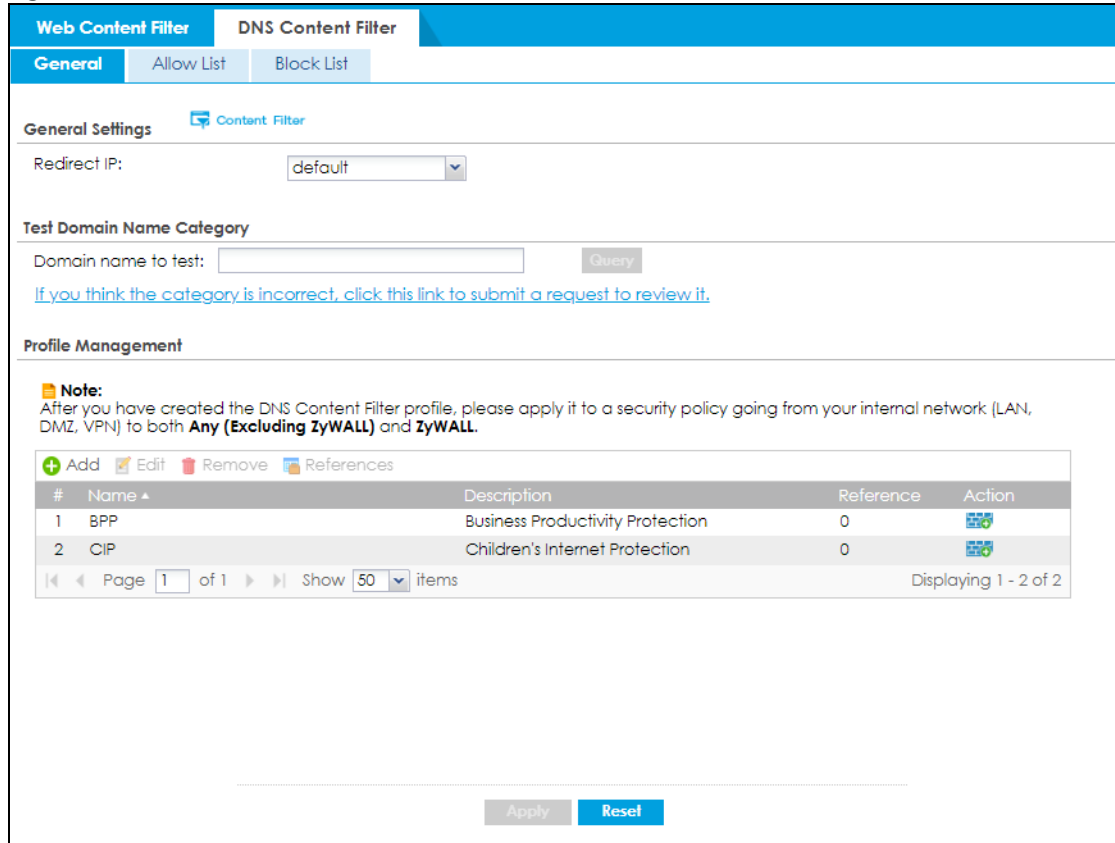 Web Content Filter DNS Content Filter
General Allow List Block List
General Settings Content Filter
Redirect IP: default
Test Domain Name Category
Domain name to test: Query
If you think the category is incorrect, click this link to submit a request to review it.
Profile Management
Note:
After you have created the DNS Content Filter profile, please apply it to a security policy going from your internal network (LAN,
DMZ, VPN) to both Any (Excluding ZyWALL) and ZyWALL.
Add Edit Remove References
# Name Description Reference Action
1 BPP Business Productivity Protection 0
2 CIP Children's Internet Protection 0
Page 1 of 1 Show 50 items Displaying 1 - 2 of 2
Apply Reset